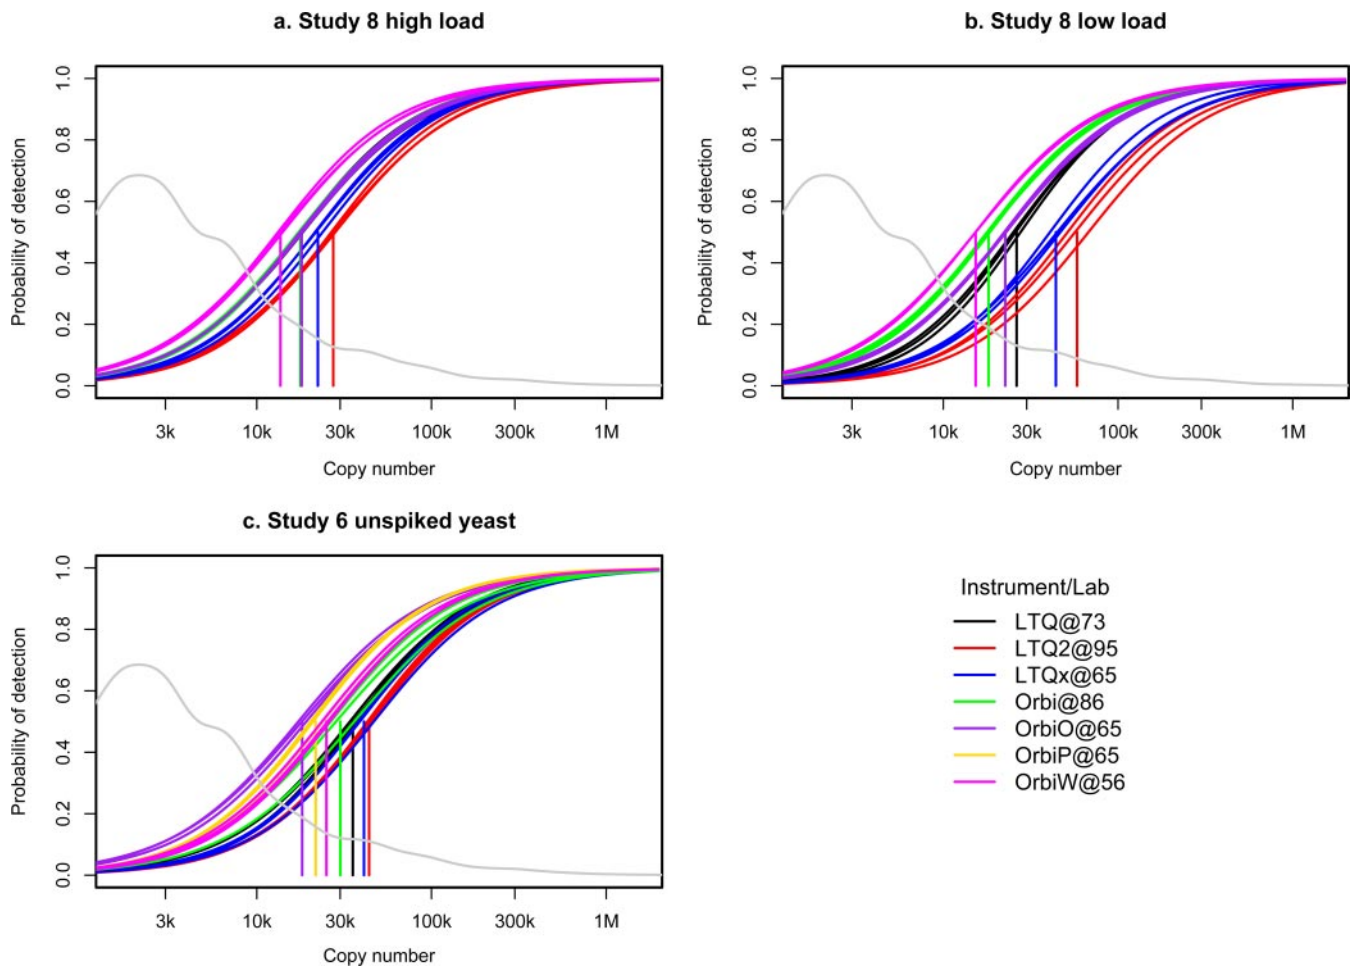 a. Study 8 high load
Probability of detection
0.0 0.2 0.4 0.6 0.8 1.0
3k 10k 30k 100k 300k 1M
Copy number
b. Study 8 low load
Probability of detection
0.0 0.2 0.4 0.6 0.8 1.0
3k 10k 30k 100k 300k 1M
Copy number
c. Study 6 unspiked yeast
Probability of detection
0.0 0.2 0.4 0.6 0.8 1.0
3k 10k 30k 100k 300k 1M
Copy number
Instrument/Lab
LTQ@73
LTQ2@95
LTQx@65
Orbi@86
OrbiO@65
OrbiP@65
OrbiW@56